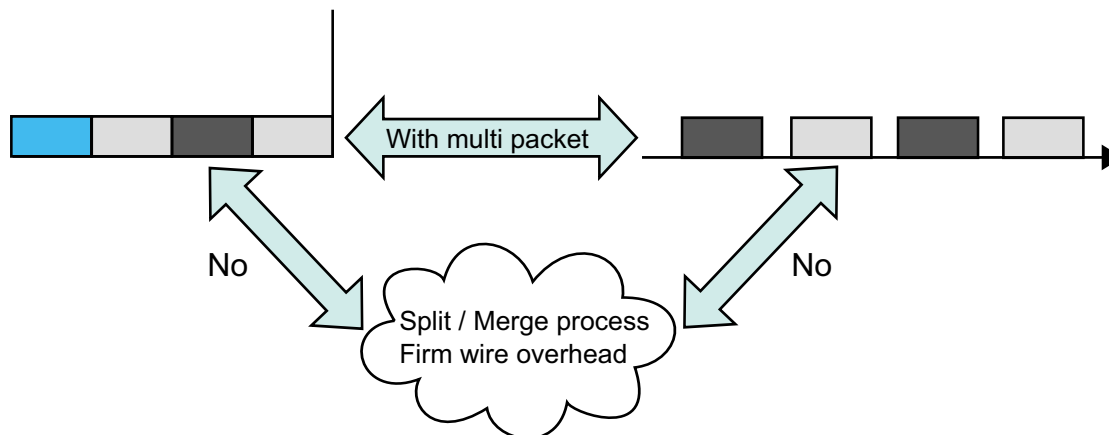 With multi packet
No
No
Split / Merge process
Firm wire overhead